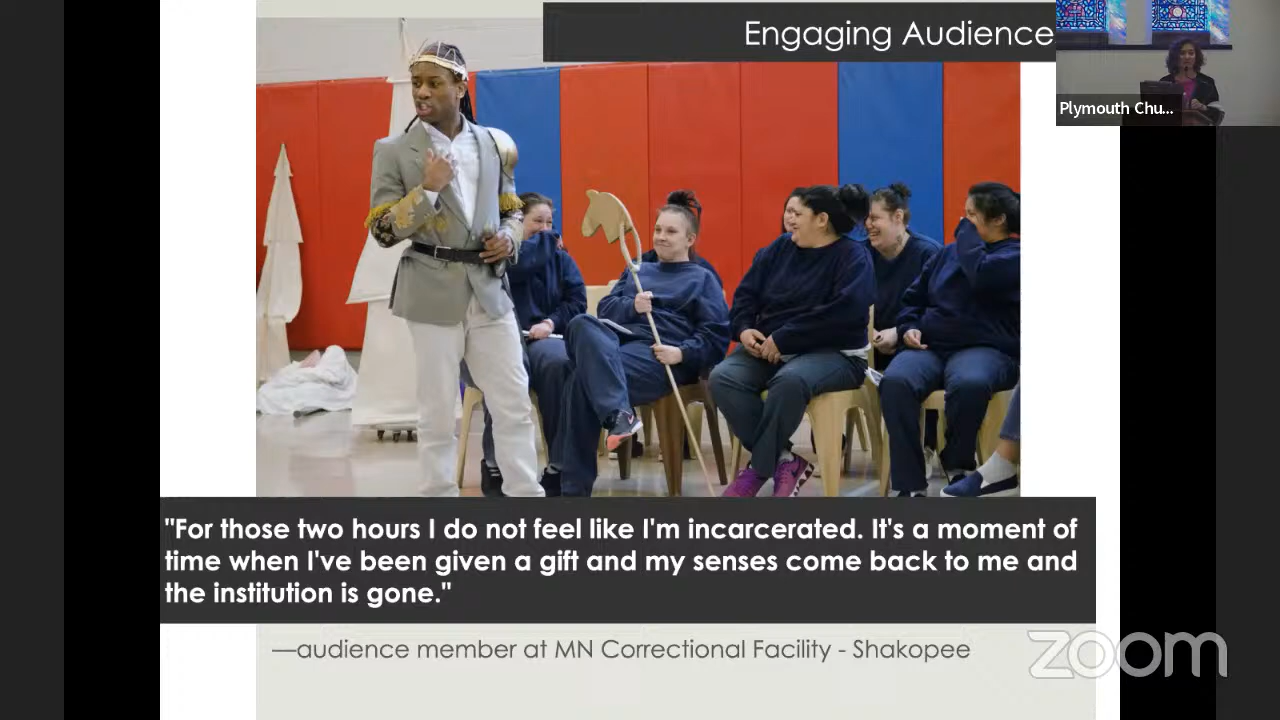 Engaging Audience
Plymouth Chu...
"For those two hours I do not feel like I'm incarcerated. It's a moment of
time when I've been given a gift and my senses come back to me and
the institution is gone."
—audience member at MN Correctional Facility - Shakopee
zoom